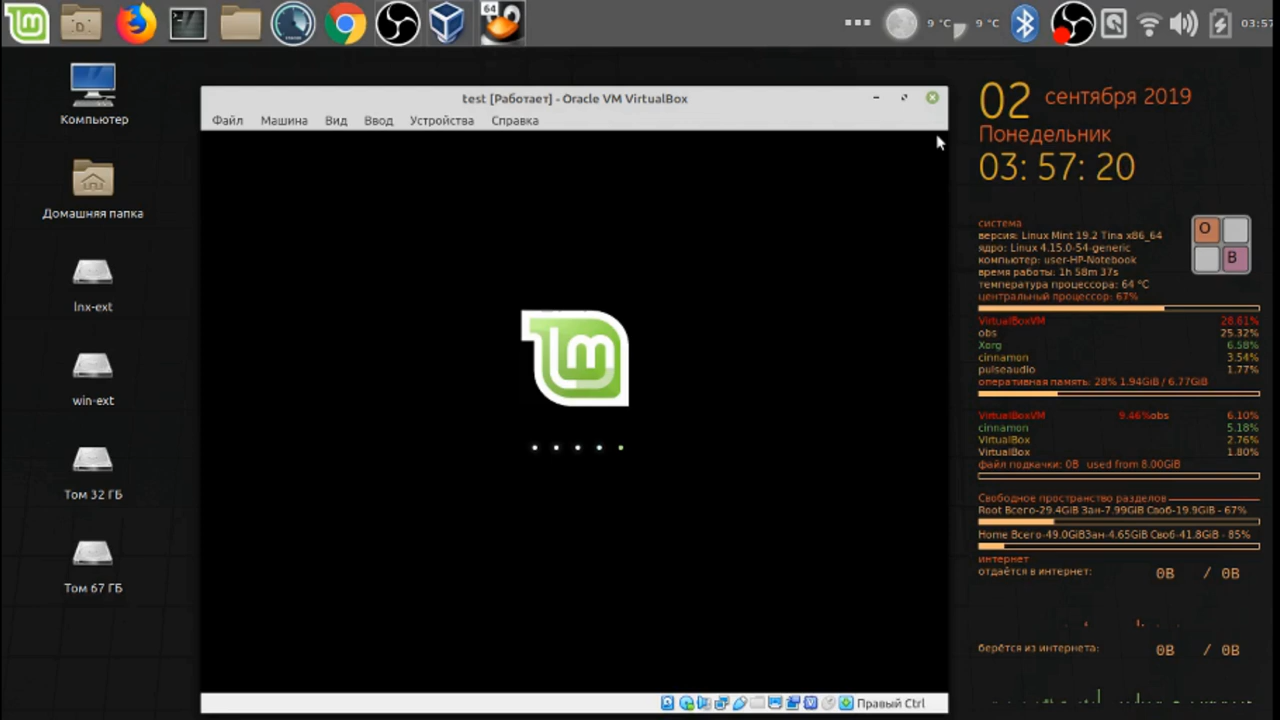 64
9 °C
9 °C
03:57
Компьютер
Домашняя папка
lnx-ext
win-ext
Том 32 ГБ
Том 67 ГБ
test [Работает] - Oracle VM VirtualBox
Файл Машина Вид Ввод Устройства Справка
Правый Ctrl
02 сентября 2019
Понедельник
03: 57: 20
система
версия: Linux Mint 19.2 Tina x86_64
ядро: Linux 4.15.0-54-generic
компьютер: user-HP-Notebook
время работы: 1h 58m 37s
температура процессора: 64 °C
центральный процессор: 67%
O
B
VirtualBoxVM 28.61%
obs 25.32%
Xorg 6.58%
cinnamon 3.54%
pulseaudio 1.77%
оперативная память: 28% 1.94GiB / 6.77GiB
VirtualBoxVM 9.46%obs 6.10%
cinnamon 5.18%
VirtualBox 2.76%
VirtualBox 1.80%
файл подкачки: 0B used from 8.00GiB
Свободное пространство разделов
Root Всего-29.4GiB Зан-7.99GiB Своб-19.9GiB - 67%
Home Всего-49.0GiBЗан-4.65GiB Своб-41.8GiB - 85%
интернет
отдаётся в интернет: 0B / 0B
берётся из интернета: 0B / 0B